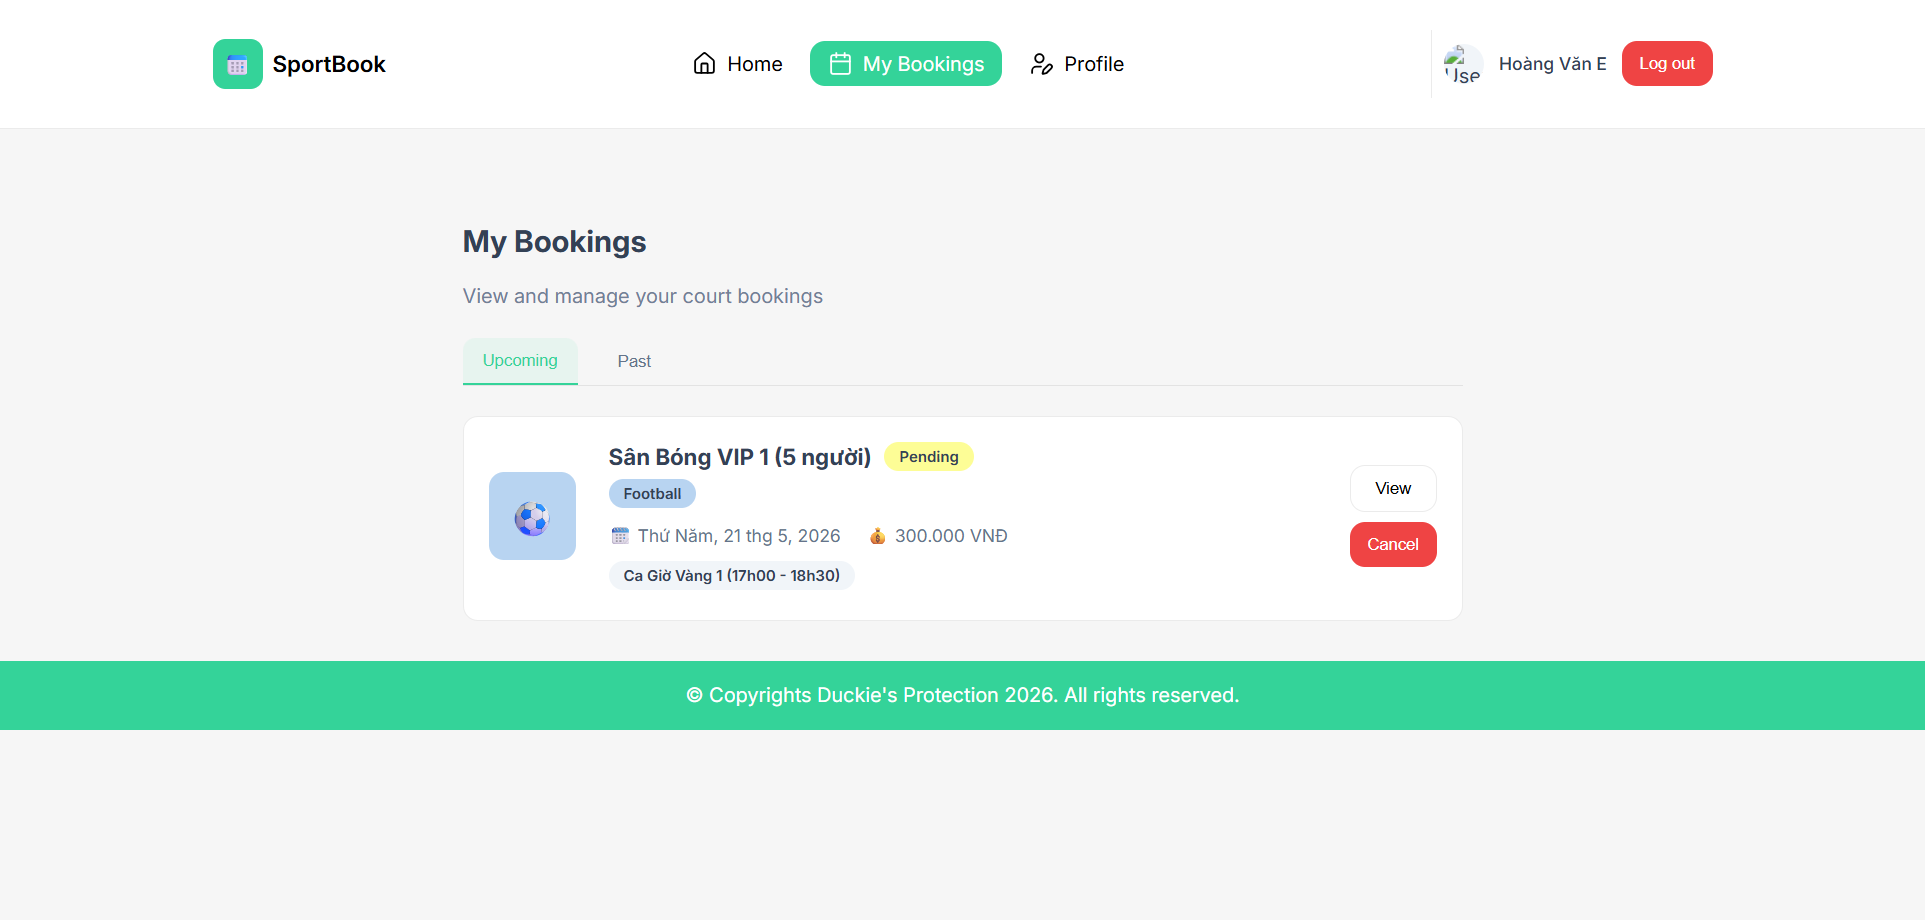 SportBook
Home
My Bookings
Profile
Use
Hoàng Văn E
Log out
My Bookings
View and manage your court bookings
Upcoming
Past
Sân Bóng VIP 1 (5 người)
Pending
Football
Thứ Năm, 21 thg 5, 2026
300.000 VNĐ
Ca Giờ Vàng 1 (17h00 - 18h30)
View
Cancel
© Copyrights Duckie's Protection 2026. All rights reserved.